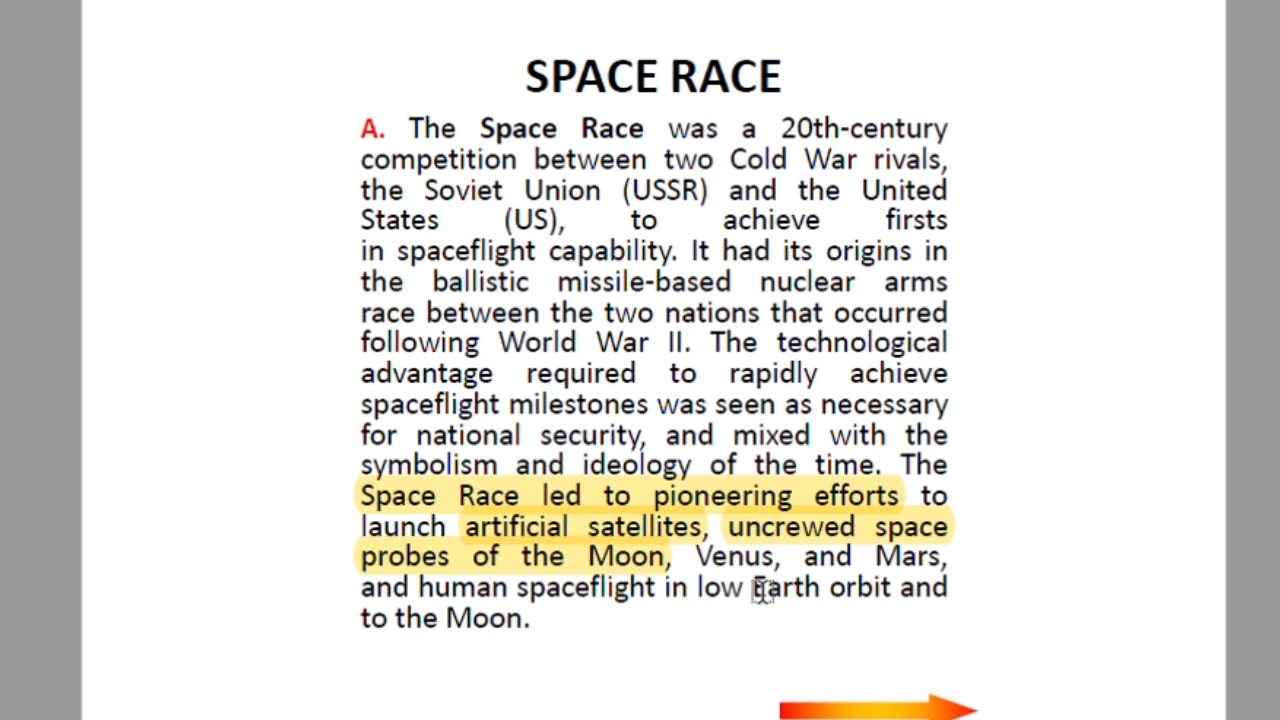 SPACE RACE
A. The Space Race was a 20th-century
competition between two Cold War rivals,
the Soviet Union (USSR) and the United
States (US), to achieve firsts
in spaceflight capability. It had its origins in
the ballistic missile-based nuclear arms
race between the two nations that occurred
following World War II. The technological
advantage required to rapidly achieve
spaceflight milestones was seen as necessary
for national security, and mixed with the
symbolism and ideology of the time. The
Space Race led to pioneering efforts to
launch artificial satellites, uncrewed space
probes of the Moon, Venus, and Mars,
and human spaceflight in low Earth orbit and
to the Moon.